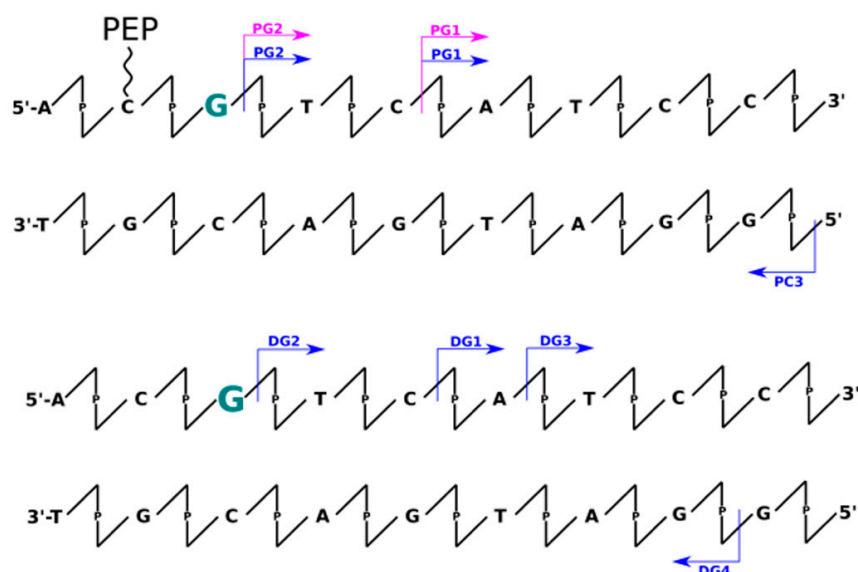 PEP
PG2 PG1
PG2 PG1
5'-A P C P G P T P C P A P T P C P C P 3'
3'-T P G P C P A P G P T P A P G P G P 5'
PC3
DG2 DG1 DG3
5'-A P C P G P T P C P A P T P C P C P 3'
3'-T P G P C P A P G P T P A P G P G P 5'
DG4